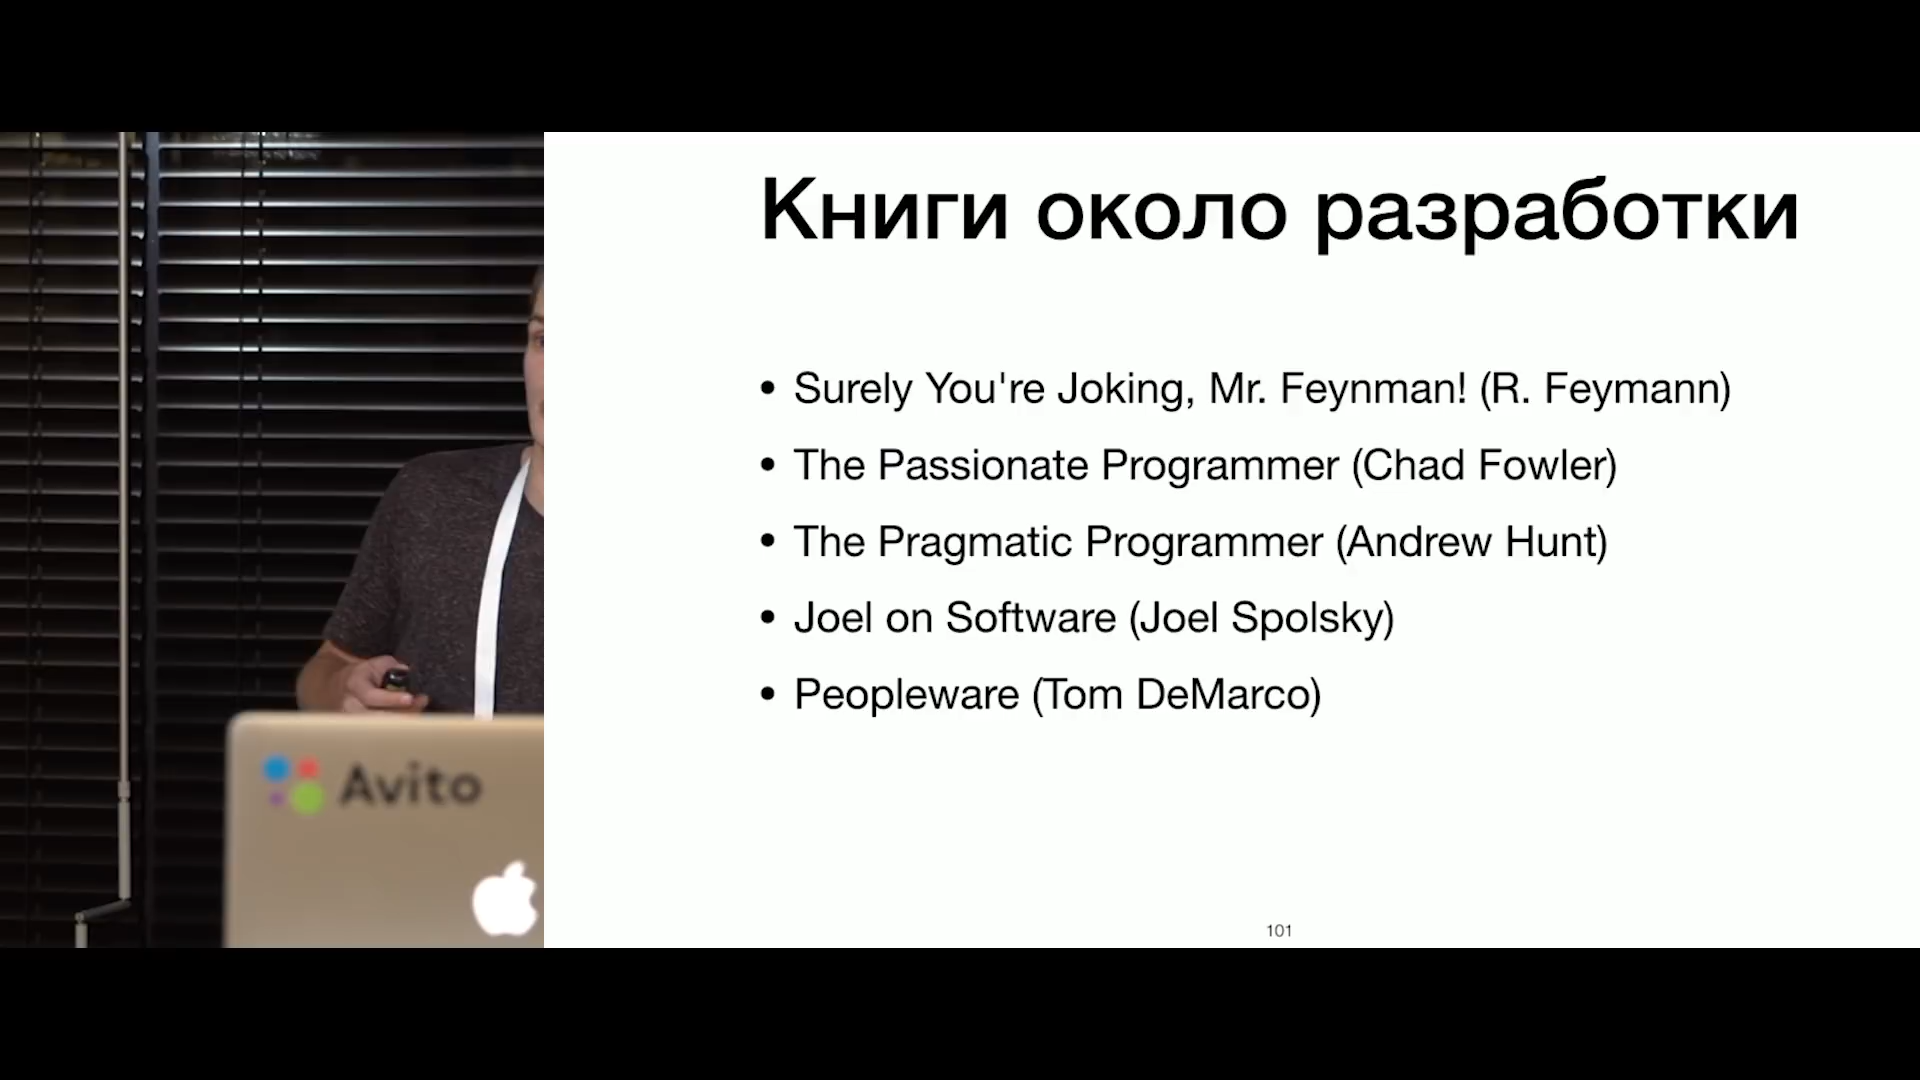 Книги около разработки
• Surely You're Joking, Mr. Feynman! (R. Feymann)
• The Passionate Programmer (Chad Fowler)
• The Pragmatic Programmer (Andrew Hunt)
• Joel on Software (Joel Spolsky)
• Peopleware (Tom DeMarco)
101
Avito